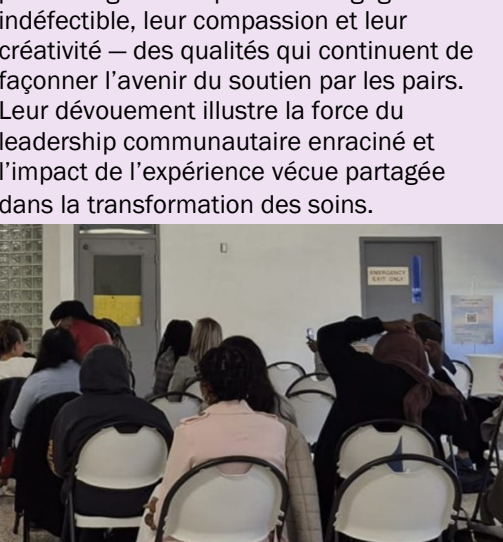 indéfectible, leur compassion et leur
créativité — des qualités qui continuent de
façonner l’avenir du soutien par les pairs.
Leur dévouement illustre la force du
leadership communautaire enraciné et
l’impact de l’expérience vécue partagée
dans la transformation des soins.
EMERGENCY
EXIT ONLY